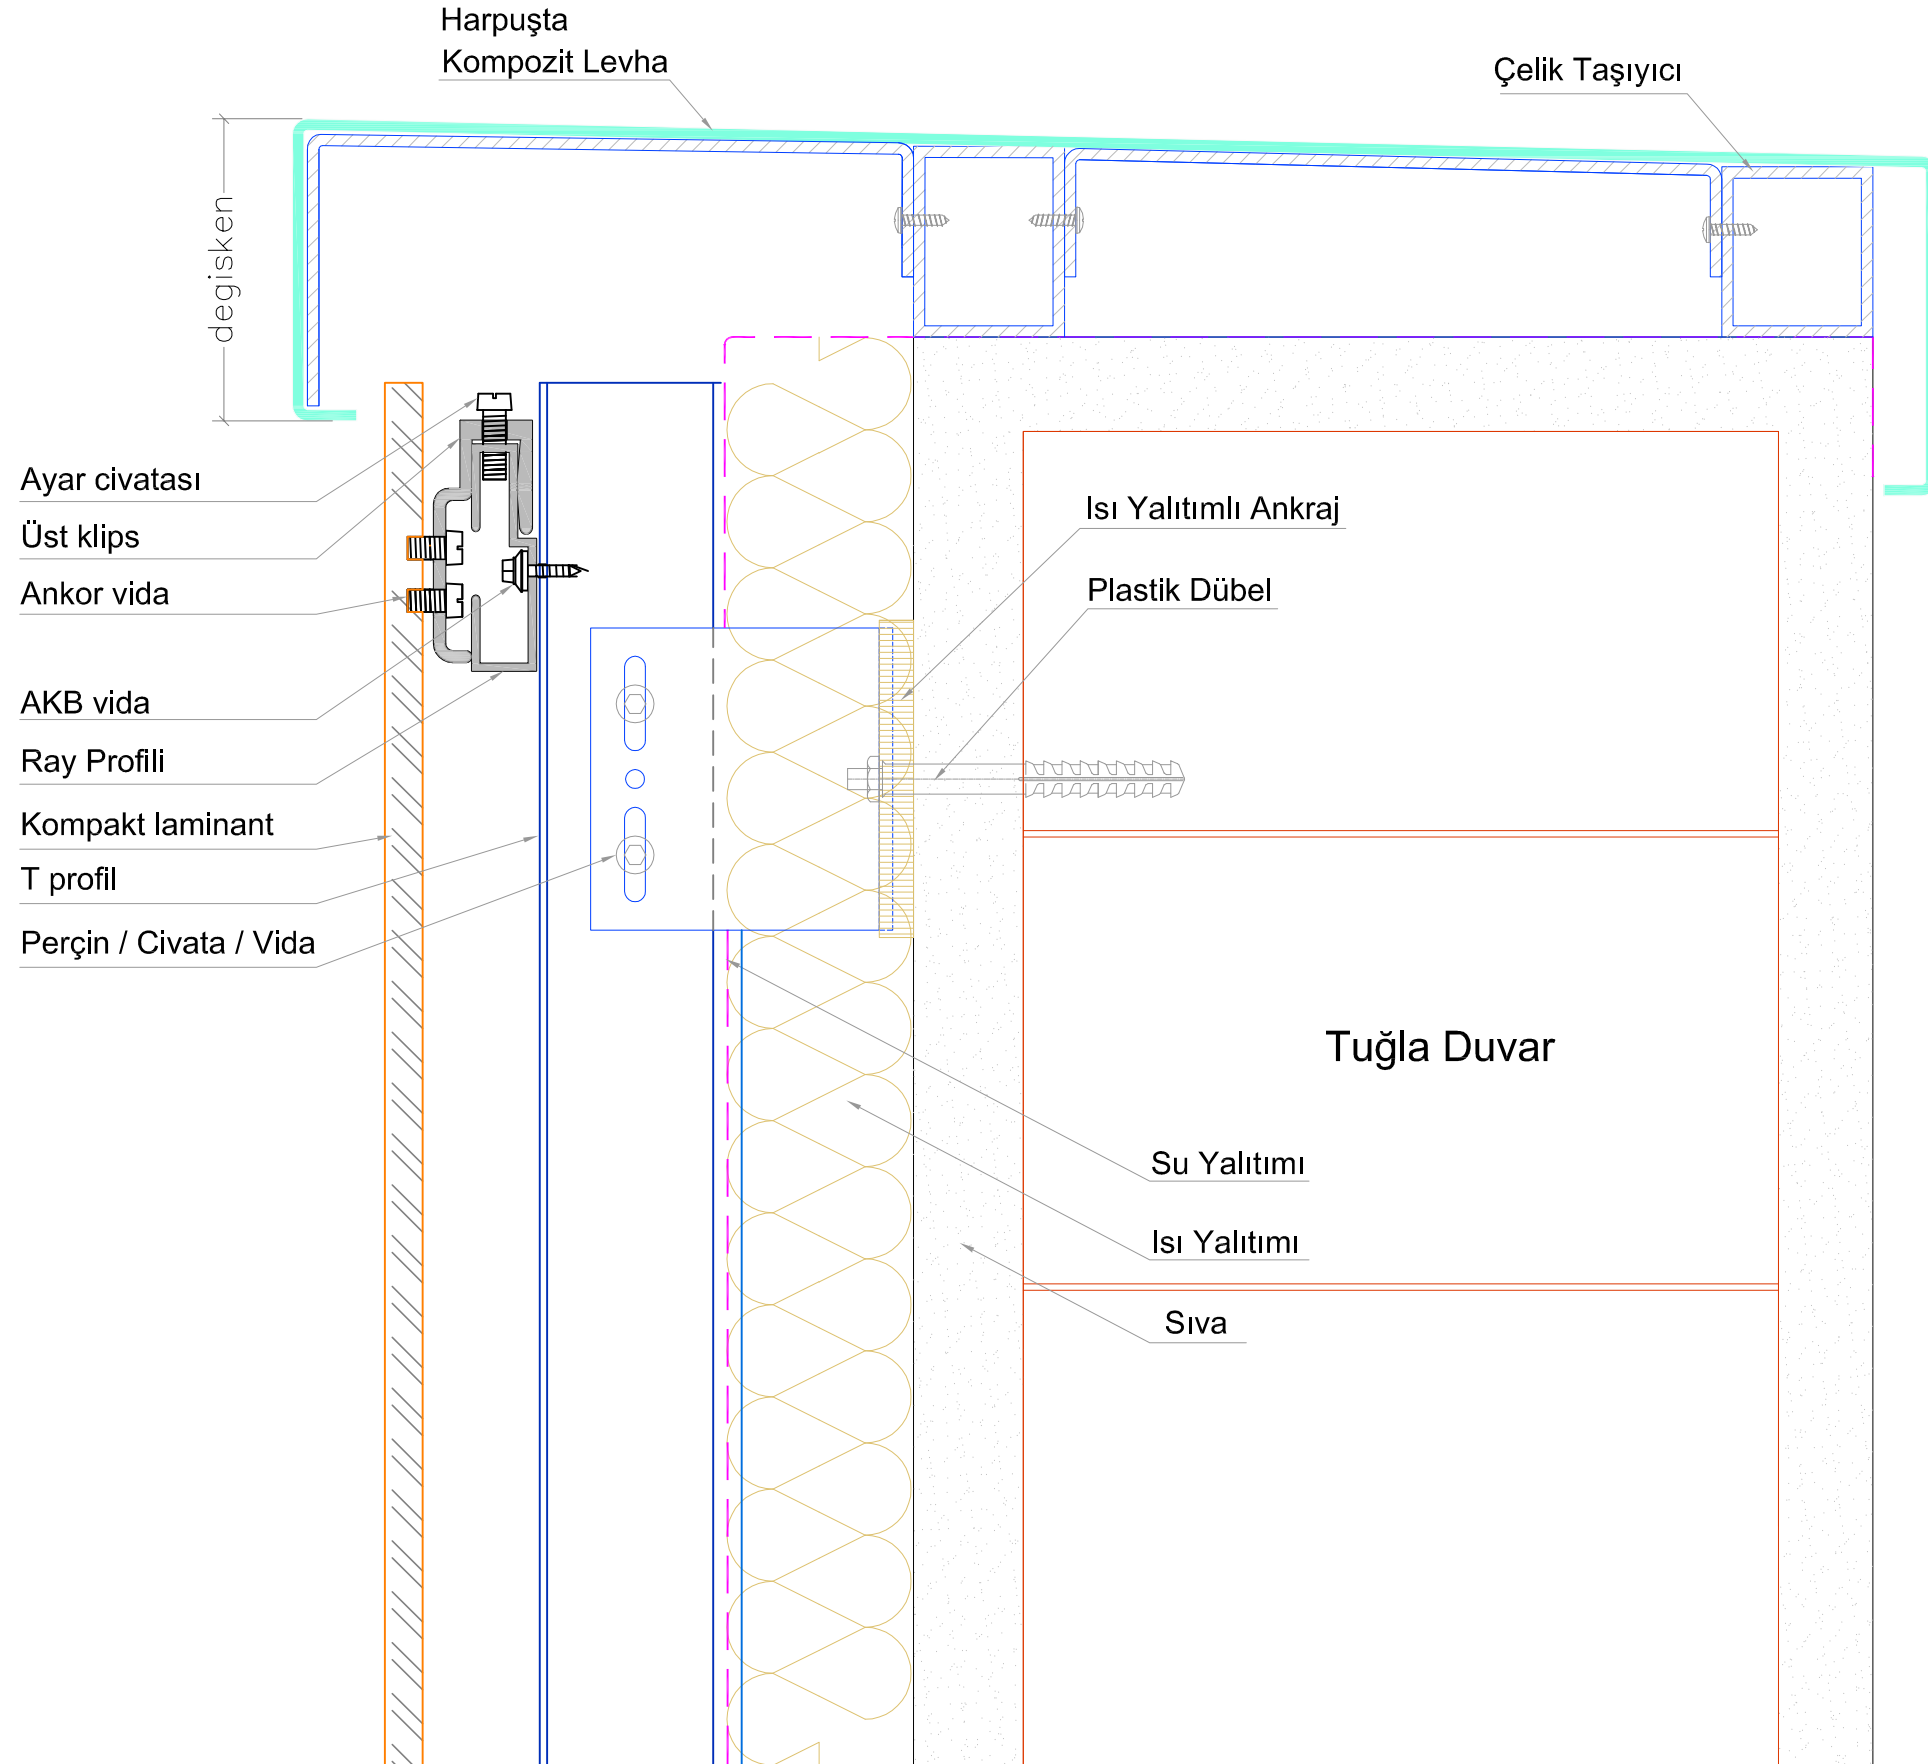 Harpuşta
Kompozit Levha
Çelik Taşıyıcı
degisken
Ayar civatası
Üst klips
Ankor vida
AKB vida
Ray Profili
Kompakt laminant
T profil
Perçin / Civata / Vida
Isı Yalıtımlı Ankraj
Plastik Dübel
Tuğla Duvar
Su Yalıtımı
Isı Yalıtımı
Sıva